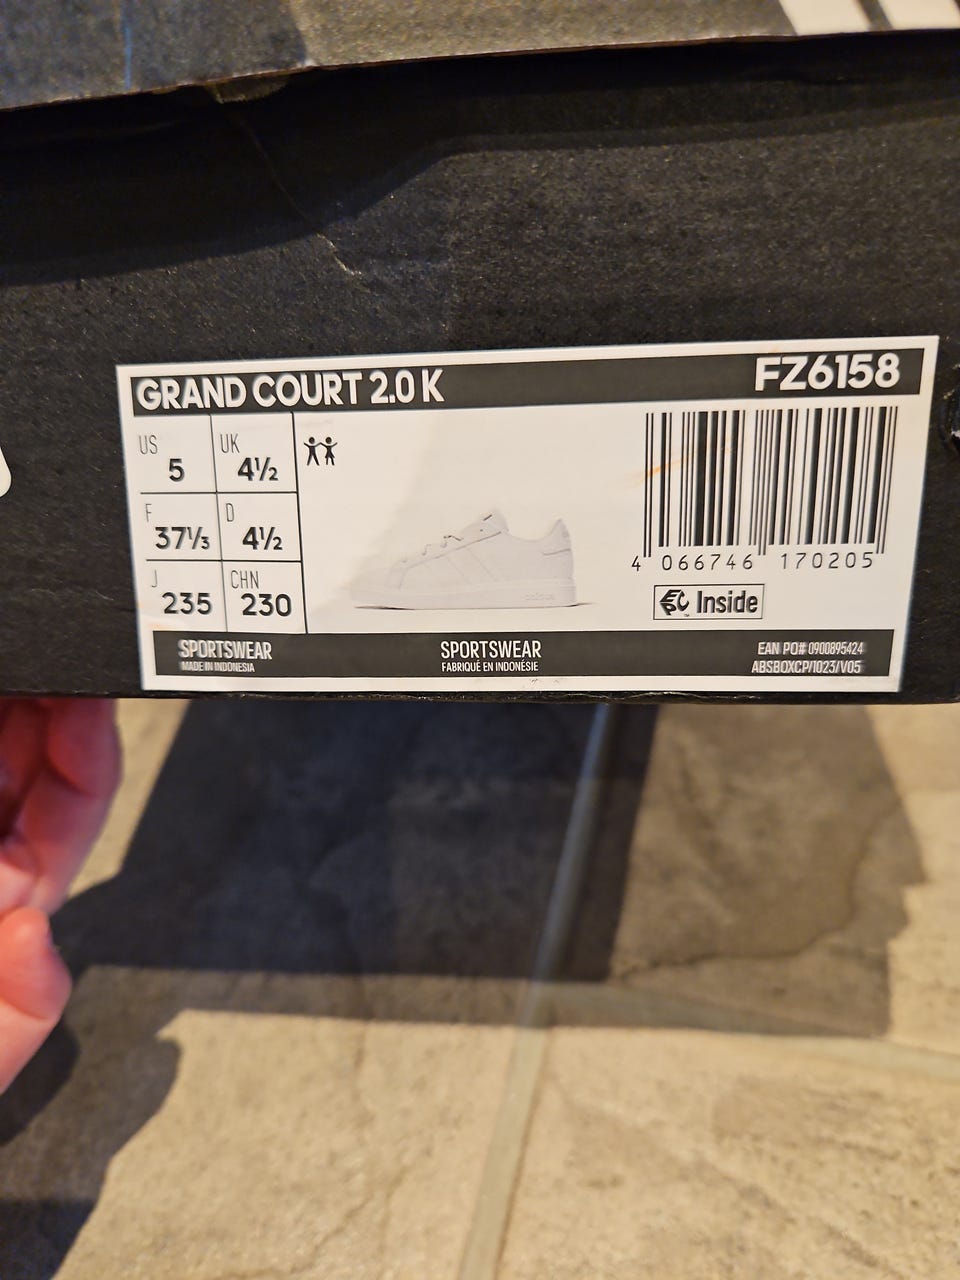 GRAND COURT 2.0 K FZ6158
US 5 UK 4½
F 37⅓ D 4½
J 235 CHN 230
4 066746 170205
Inside
SPORTSWEAR
MADE IN INDONESIA
SPORTSWEAR
FABRIQUÉ EN INDONÉSIE
EAN PO# 0900895424
ABSBOXCP/1023/V05